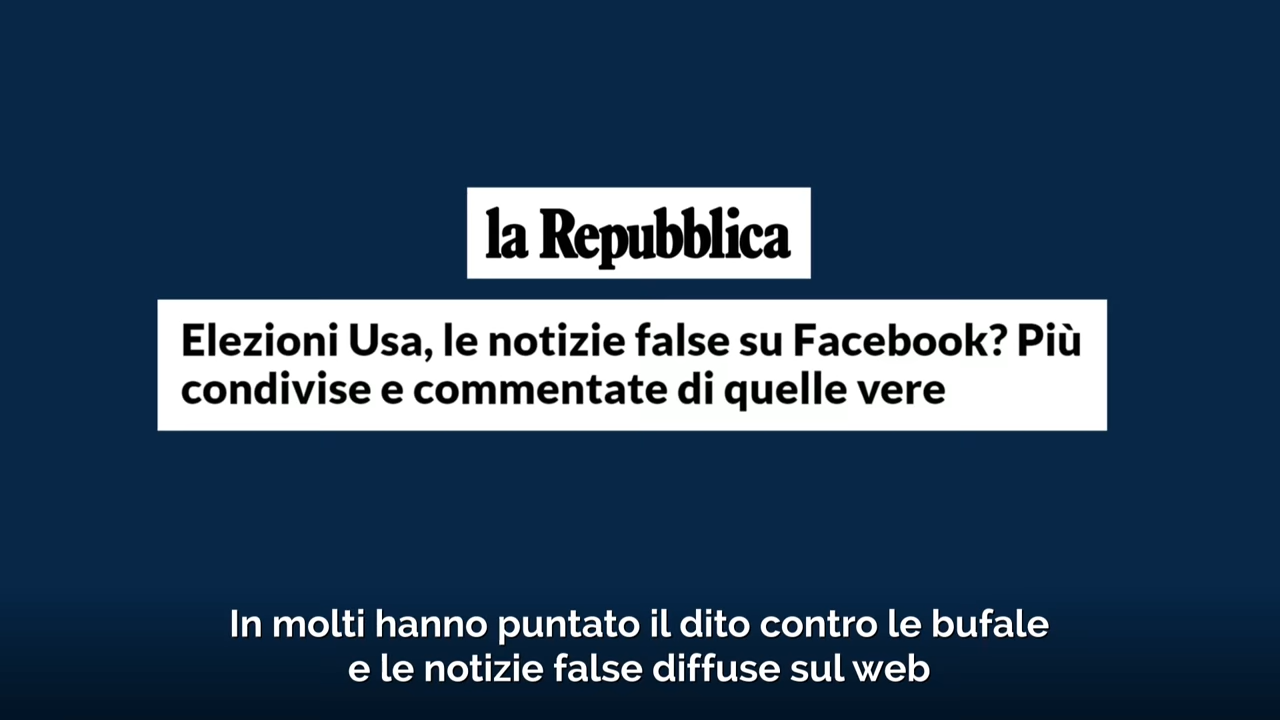 la Repubblica
Elezioni Usa, le notizie false su Facebook? Più
condivise e commentate di quelle vere
In molti hanno puntato il dito contro le bufale
e le notizie false diffuse sul web